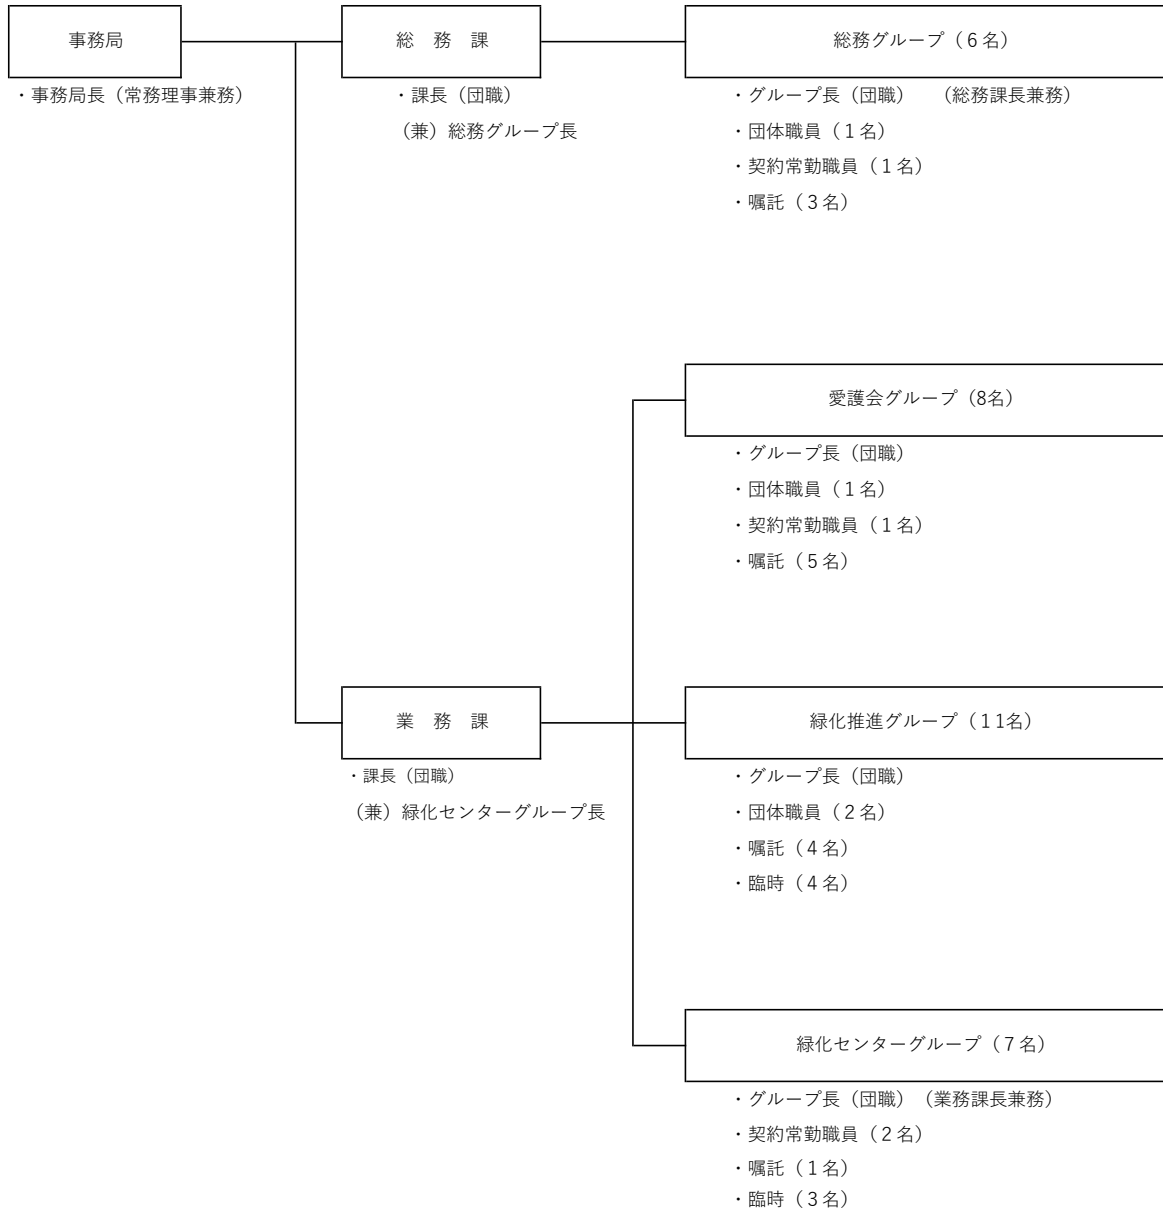 事務局
・事務局長（常務理事兼務）
総　務　課
・課長（団職）
（兼）総務グループ長
総務グループ（６名）
・グループ長（団職）　（総務課長兼務）
・団体職員（１名）
・契約常勤職員（１名）
・嘱託（３名）
愛護会グループ（8名）
・グループ長（団職）
・団体職員（１名）
・契約常勤職員（１名）
・嘱託（５名）
業　務　課
・課長（団職）
（兼）緑化センターグループ長
緑化推進グループ（１1名）
・グループ長（団職）
・団体職員（２名）
・嘱託（４名）
・臨時（４名）
緑化センターグループ（７名）
・グループ長（団職）（業務課長兼務）
・契約常勤職員（２名）
・嘱託（１名）
・臨時（３名）